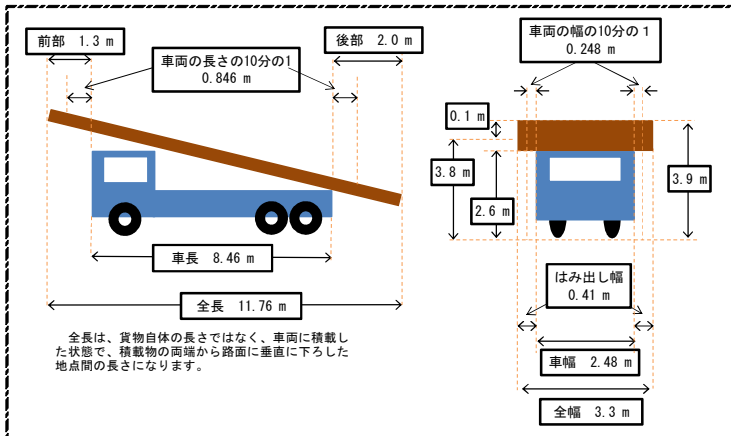 前部 1.3 m
後部 2.0 m
車両の長さの10分の1
0.846 m
車長 8.46 m
全長 11.76 m
全長は、貨物自体の長さではなく、車両に積載し
た状態で、積載物の両端から路面に垂直に下ろした
地点間の長さになります。
車両の幅の10分の1
0.248 m
0.1 m
3.8 m
2.6 m
3.9 m
はみ出し幅
0.41 m
車幅 2.48 m
全幅 3.3 m